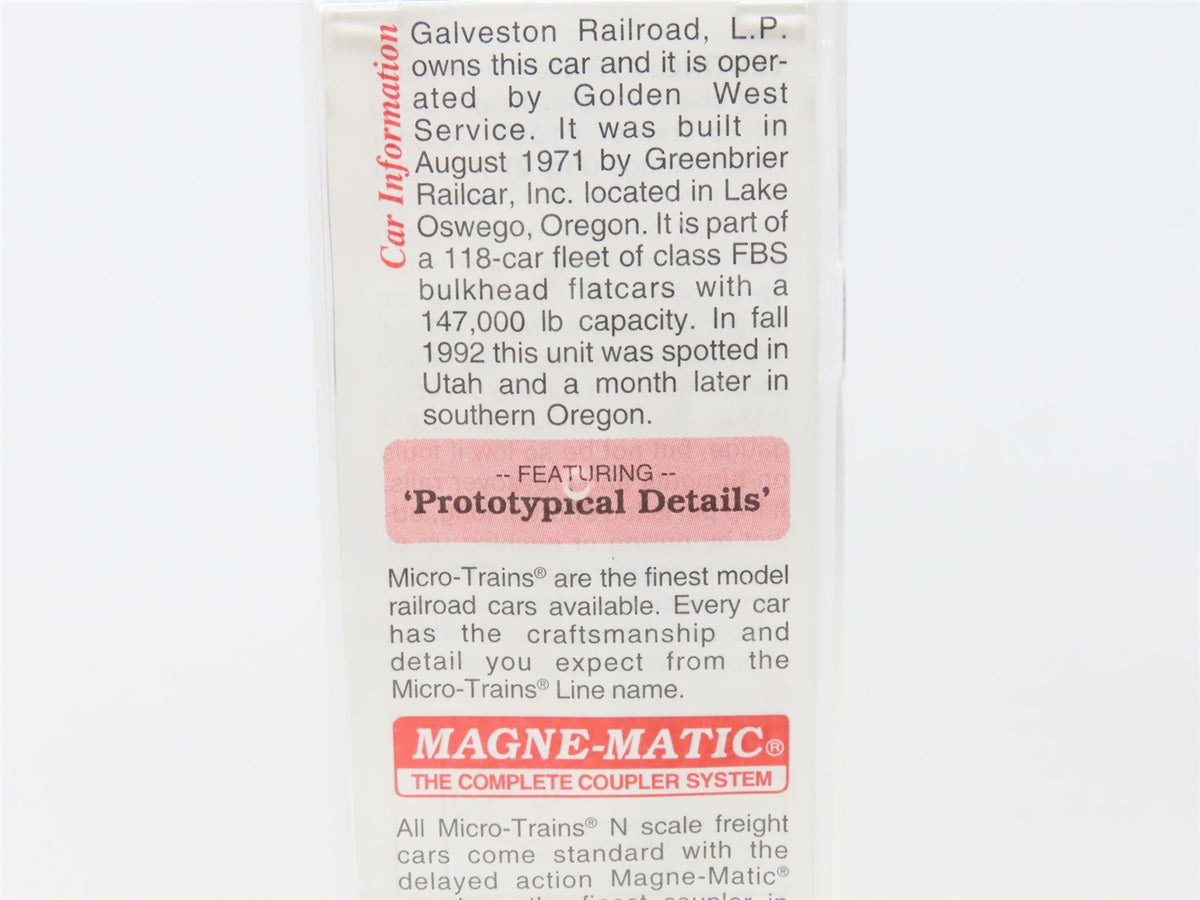 Car Information
Galveston Railroad, L.P.
owns this car and it is oper-
ated by Golden West
Service. It was built in
August 1971 by Greenbrier
Railcar, Inc. located in Lake
Oswego, Oregon. It is part of
a 118-car fleet of class FBS
bulkhead flatcars with a
147,000 lb capacity. In fall
1992 this unit was spotted in
Utah and a month later in
southern Oregon.
-- FEATURING --
‘Prototypical Details’
Micro-Trains® are the finest model
railroad cars available. Every car
has the craftsmanship and
detail you expect from the
Micro-Trains® Line name.
MAGNE-MATIC®
THE COMPLETE COUPLER SYSTEM
All Micro-Trains® N scale freight
cars come standard with the
delayed action Magne-Matic®
the finest coupler in